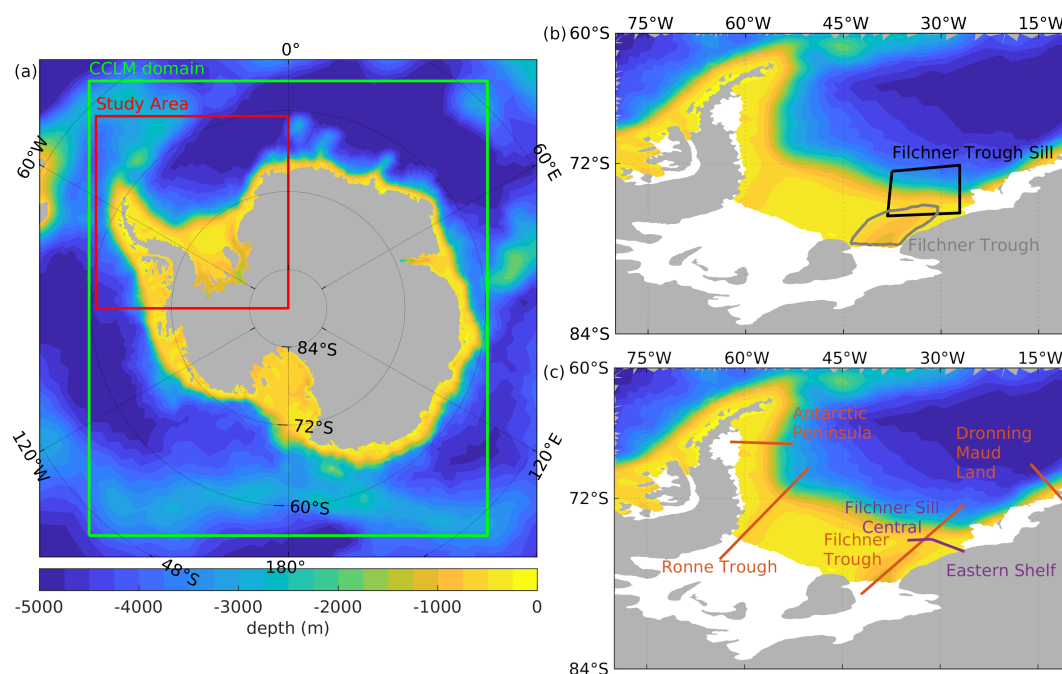 (a)
0°
CCLM domain
Study Area
60°W
60°E
84°S
72°S
60°S
48°S
120°W
120°E
180°
-5000 -4000 -3000 -2000 -1000 0
depth (m)
(b)
75°W 60°W 45°W 30°W 15°W
60°S
72°S
84°S
Filchner Trough Sill
Filchner Trough
(c)
75°W 60°W 45°W 30°W 15°W
60°S
72°S
84°S
Antarctic
Peninsula
Dronning
Maud
Land
Filchner Sill
Central
Filchner
Trough
Ronne Trough
Eastern Shelf